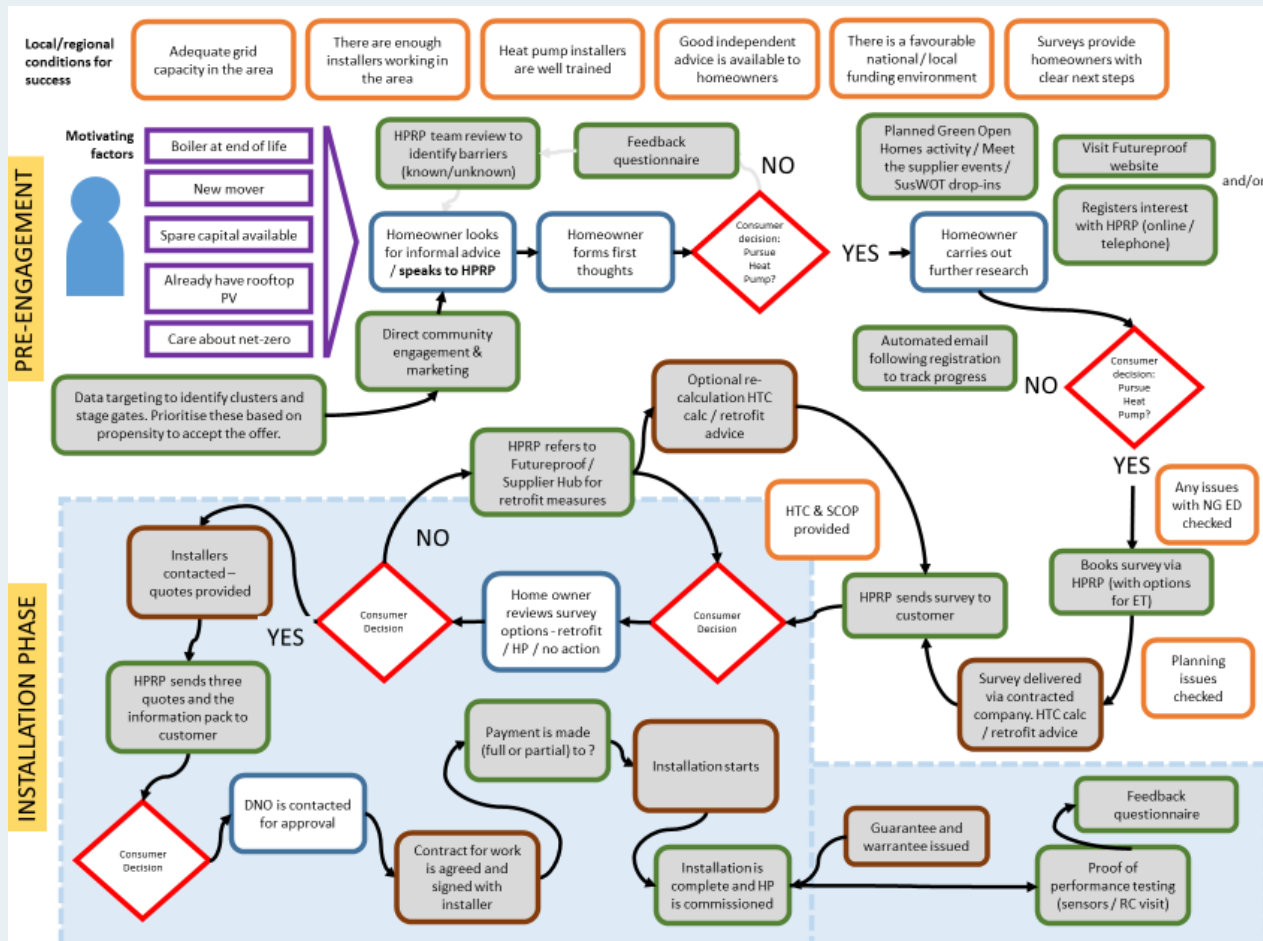 Local/regional
conditions for
success
Adequate grid
capacity in the area
There are enough
installers working in
the area
Heat pump installers
are well trained
Good independent
advice is available to
homeowners
There is a favourable
national / local
funding environment
Surveys provide
homeowners with
clear next steps
PRE-ENGAGEMENT
Motivating
factors
Boiler at end of life
New mover
Spare capital available
Already have rooftop
PV
Care about net-zero
HPRP team review to
identify barriers
(known/unknown)
Feedback
questionnaire
NO
Planned Green Open
Homes activity / Meet
the supplier events /
SusWOT drop-ins
Visit Futureproof
website
and/or
Registers interest
with HPRP (online /
telephone)
Homeowner looks
for informal advice
/ speaks to HPRP
Homeowner
forms first
thoughts
Consumer
decision:
Pursue
Heat
Pump?
YES
Homeowner
carries out
further research
Direct community
engagement &
marketing
Data targeting to identify clusters and
stage gates. Prioritise these based on
propensity to accept the offer.
Automated email
following registration
to track progress
NO
Consumer
decision:
Pursue
Heat
Pump?
YES
Optional re-
calculation HTC
calc / retrofit
advice
HPRP refers to
Futureproof /
Supplier Hub for
retrofit measures
HTC & SCOP
provided
Any issues
with NG ED
checked
Books survey via
HPRP (with options
for ET)
Planning
issues
checked
Survey delivered
via contracted
company. HTC calc
/ retrofit advice
HPRP sends survey to
customer
INSTALLATION PHASE
Consumer
Decision
Home owner
reviews survey
options - retrofit
/ HP / no action
Consumer
Decision
NO
YES
Installers
contacted –
quotes provided
HPRP sends three
quotes and the
information pack to
customer
Consumer
Decision
DNO is contacted
for approval
Contract for work
is agreed and
signed with
installer
Payment is made
(full or partial) to ?
Installation starts
Installation is
complete and HP
is commissioned
Guarantee and
warrantee issued
Proof of
performance testing
(sensors / RC visit)
Feedback
questionnaire